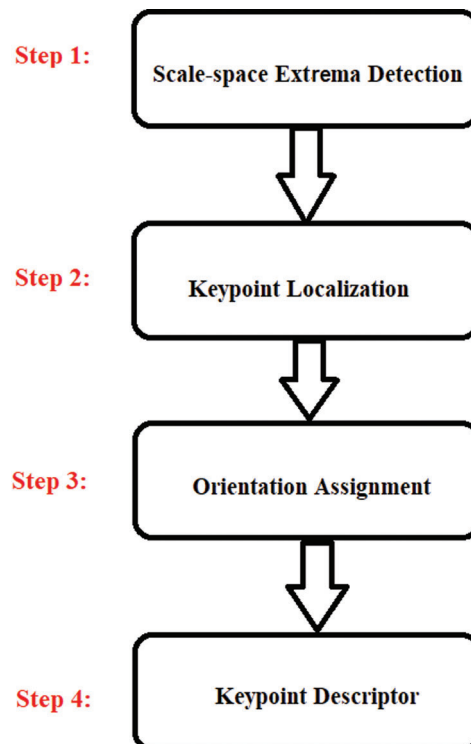 Step 1:
Scale-space Extrema Detection
Step 2:
Keypoint Localization
Step 3:
Orientation Assignment
Step 4:
Keypoint Descriptor